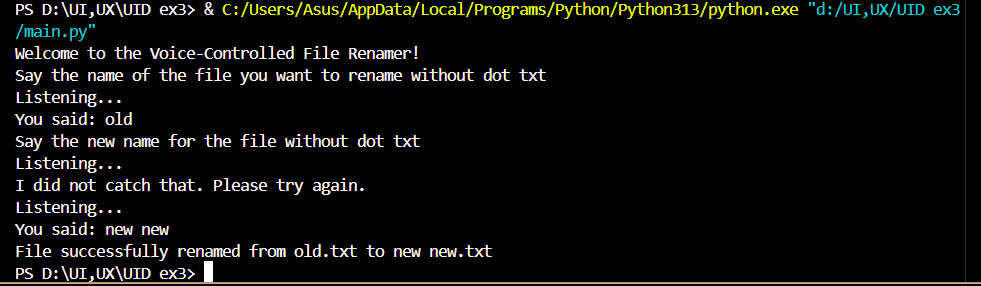 PS D:\UI,UX\UID ex3> & C:/Users/Asus/AppData/Local/Programs/Python/Python313/python.exe "d:/UI,UX/UID ex3
/main.py"
Welcome to the Voice-Controlled File Renamer!
Say the name of the file you want to rename without dot txt
Listening...
You said: old
Say the new name for the file without dot txt
Listening...
I did not catch that. Please try again.
Listening...
You said: new new
File successfully renamed from old.txt to new new.txt
PS D:\UI,UX\UID ex3>